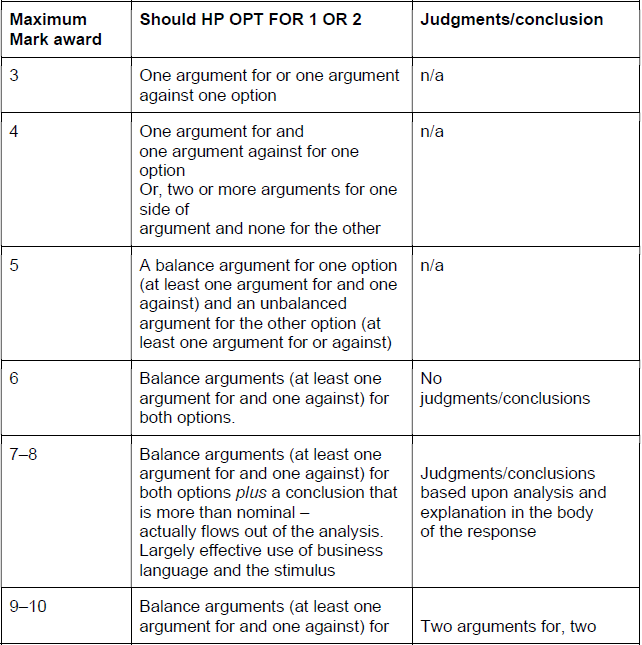 Maximum
Mark award
Should HP OPT FOR 1 OR 2
Judgments/conclusion
3
One argument for or one argument
against one option
n/a
4
One argument for and
one argument against for one
option
Or, two or more arguments for one
side of
argument and none for the other
n/a
5
A balance argument for one option
(at least one argument for and one
against) and an unbalanced
argument for the other option (at
least one argument for or against)
n/a
6
Balance arguments (at least one
argument for and one against) for
both options.
No
judgments/conclusions
7–8
Balance arguments (at least one
argument for and one against) for
both options plus a conclusion that
is more than nominal –
actually flows out of the analysis.
Largely effective use of business
language and the stimulus
Judgments/conclusions
based upon analysis and
explanation in the body
of the response
9–10
Balance arguments (at least one
argument for and one against) for
Two arguments for, two